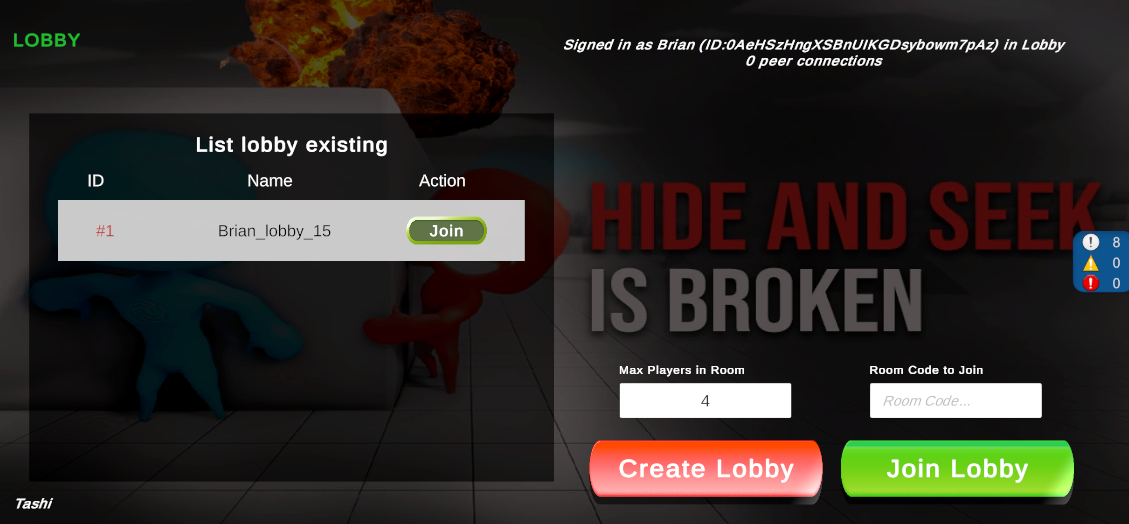 LOBBY
Signed in as Brian (ID:0AeHSzHngXSBnUIKGDsybowm7pAz) in Lobby
0 peer connections
List lobby existing
ID Name Action
#1 Brian_lobby_15 Join
HIDE AND SEEK
IS BROKEN
8
0
0
Max Players in Room
4
Room Code to Join
Room Code...
Create Lobby
Join Lobby
Tashi